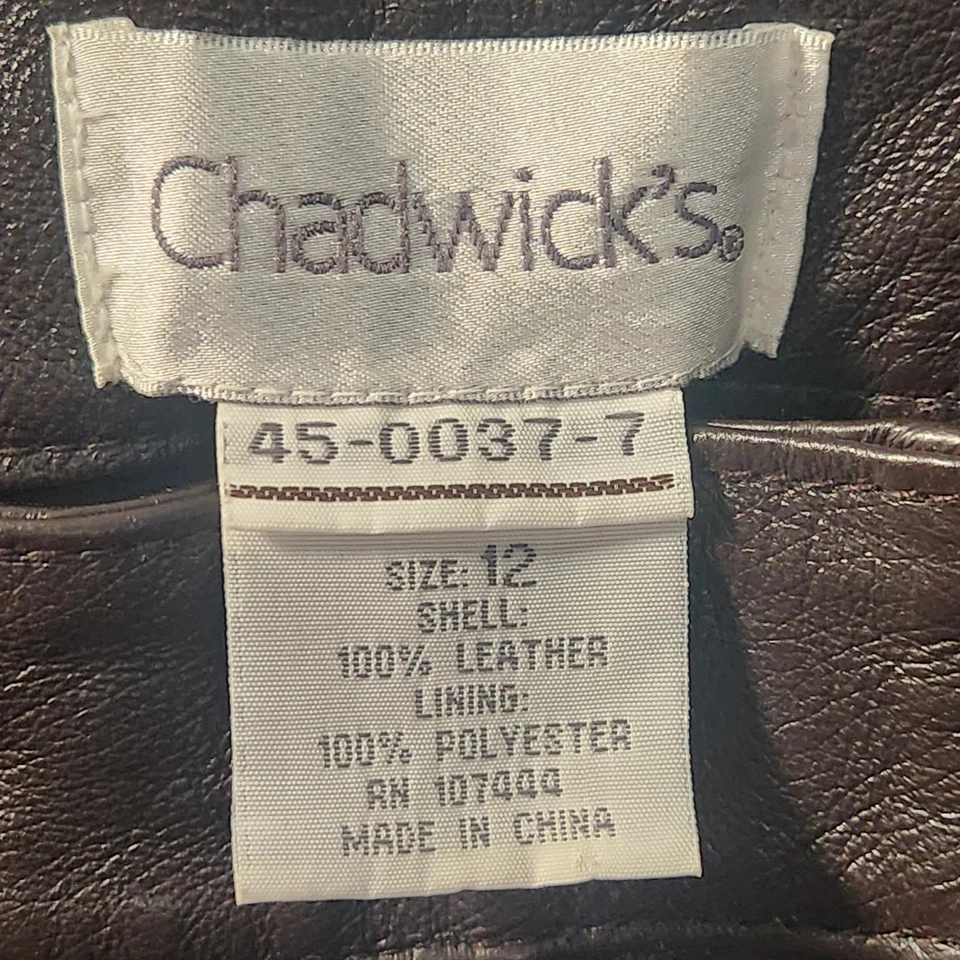 Chadwick's®
45-0037-7
SIZE: 12
SHELL:
100% LEATHER
LINING:
100% POLYESTER
RN 107444
MADE IN CHINA